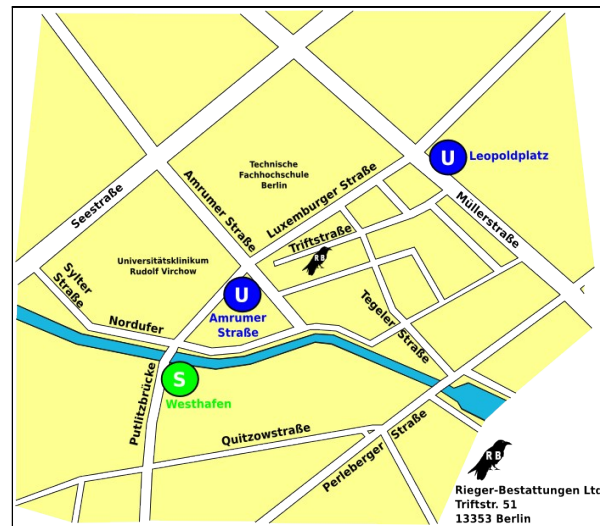 Technische
Fachhochschule
Berlin
U
Leopoldplatz
Seestraße
Amrumer Straße
Luxemburger Straße
Müllerstraße
Triftstraße
R B
Universitätsklinikum
Rudolf Virchow
Sylter
Straße
U
Amrumer
Straße
Nordufer
Tegeler
Straße
S
Westhafen
Putlitzbrücke
Quitzowstraße
Perleberger Straße
R B
Rieger-Bestattungen Ltd
Triftstr. 51
13353 Berlin